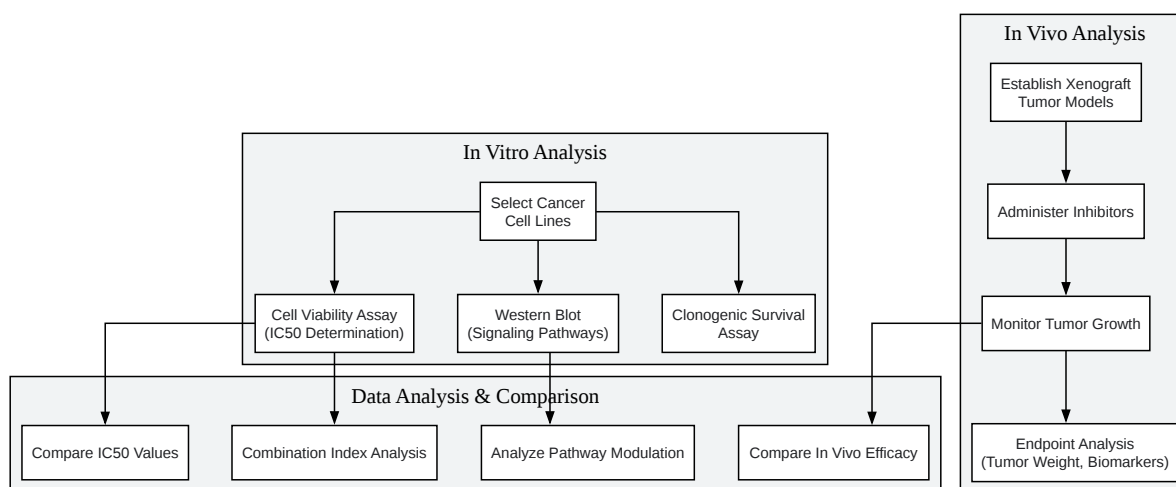 In Vivo Analysis
Establish Xenograft
Tumor Models
Administer Inhibitors
Monitor Tumor Growth
Endpoint Analysis
(Tumor Weight, Biomarkers)
In Vitro Analysis
Select Cancer
Cell Lines
Cell Viability Assay
(IC50 Determination)
Western Blot
(Signaling Pathways)
Clonogenic Survival
Assay
Data Analysis & Comparison
Compare IC50 Values
Combination Index Analysis
Analyze Pathway Modulation
Compare In Vivo Efficacy